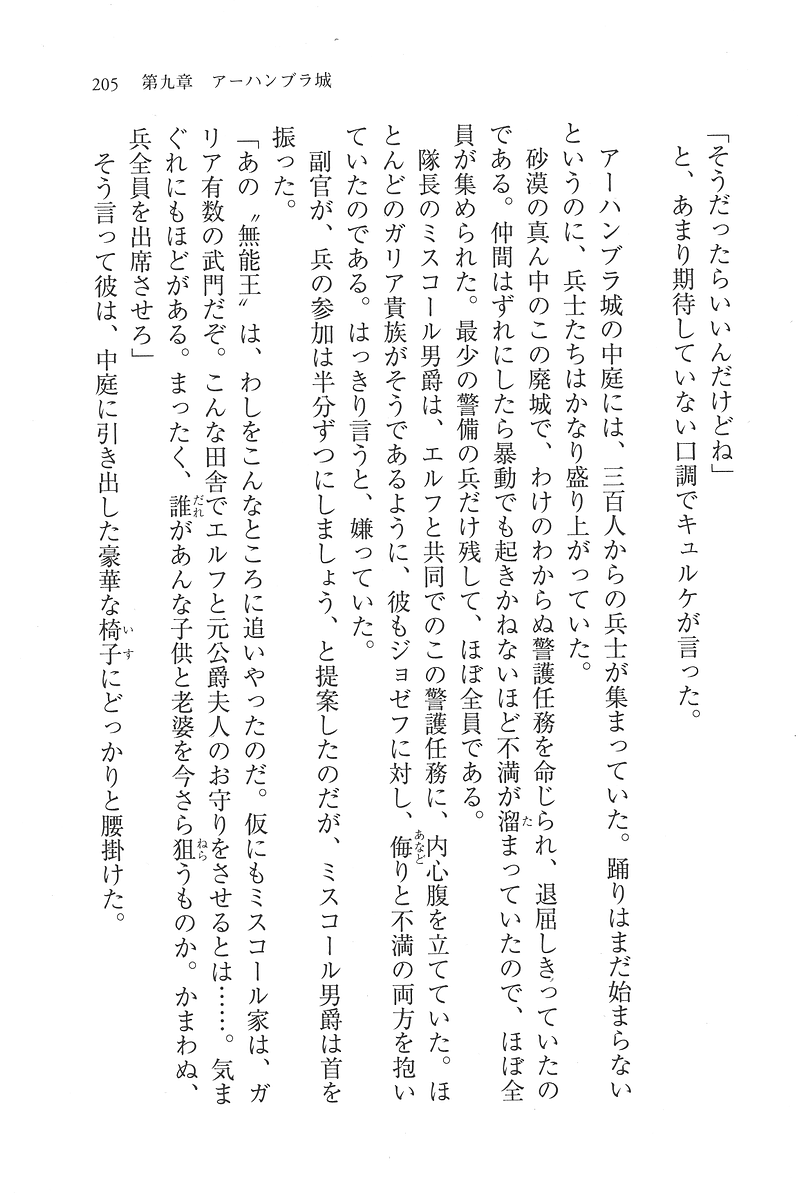 205　第九章　アーハンブラ城
「そうだったらいいんだけどね」
と、あまり期待していない口調でキュルケが言った。
アーハンブラ城の中庭には、三百人からの兵士が集まっていた。踊りはまだ始まらない
というのに、兵士たちはかなり盛り上がっていた。
砂漠の真ん中のこの廃城で、わけのわからぬ警護任務を命じられ、退屈しきっていたの
である。仲間はずれにしたら暴動でも起きかねないほど不満が溜まっていたので、ほぼ全
員が集められた。最少の警備の兵だけ残して、ほぼ全員である。
隊長のミスコール男爵は、エルフと共同でのこの警護任務に、内心腹を立てていた。ほ
とんどのガリア貴族がそうであるように、彼もジョゼフに対し、侮りと不満の両方を抱い
ていたのである。はっきり言うと、嫌っていた。
副官が、兵の参加は半分ずつにしましょう、と提案したのだが、ミスコール男爵は首を
振った。
「あの〝無能王〟は、わしをこんなところに追いやったのだ。仮にもミスコール家は、ガ
リア有数の武門だぞ。こんな田舎でエルフと元公爵夫人のお守りをさせるとは……。気ま
ぐれにもほどがある。まったく、誰があんな子供と老婆を今さら狙うものか。かまわぬ、
兵全員を出席させろ」
そう言って彼は、中庭に引き出した豪華な椅子にどっかりと腰掛けた。